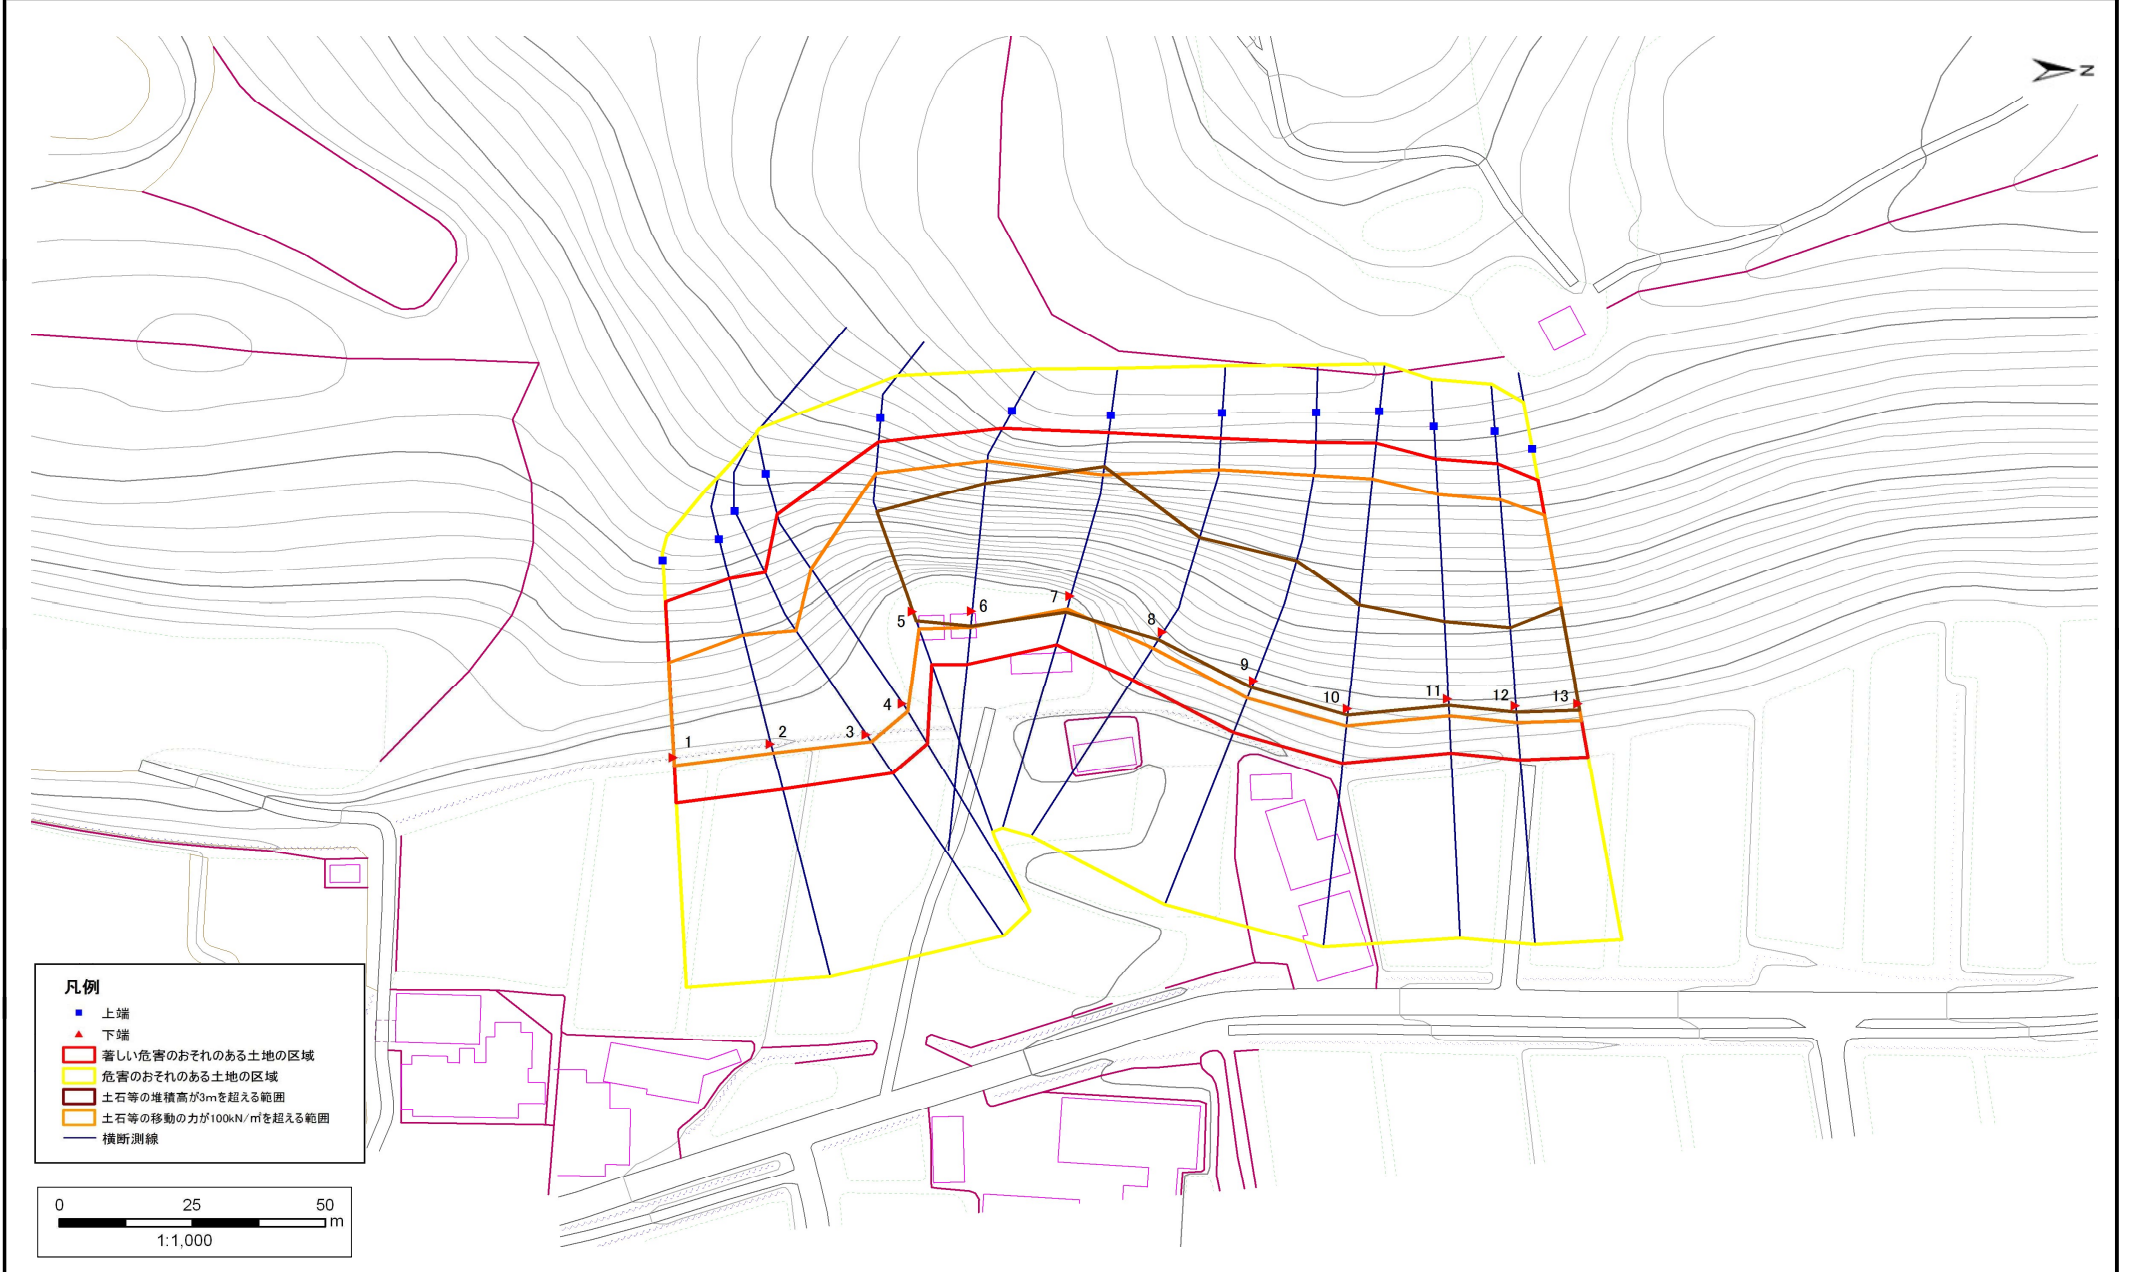 N
6
7
5
8
9
10
11
12
13
4
3
2
1
凡例
上端
下端
著しい危害のおそれのある土地の区域
危害のおそれのある土地の区域
土石等の堆積高が3mを超える範囲
土石等の移動の力が100kN/㎡を超える範囲
横断測線
0 25 50
m
1:1,000